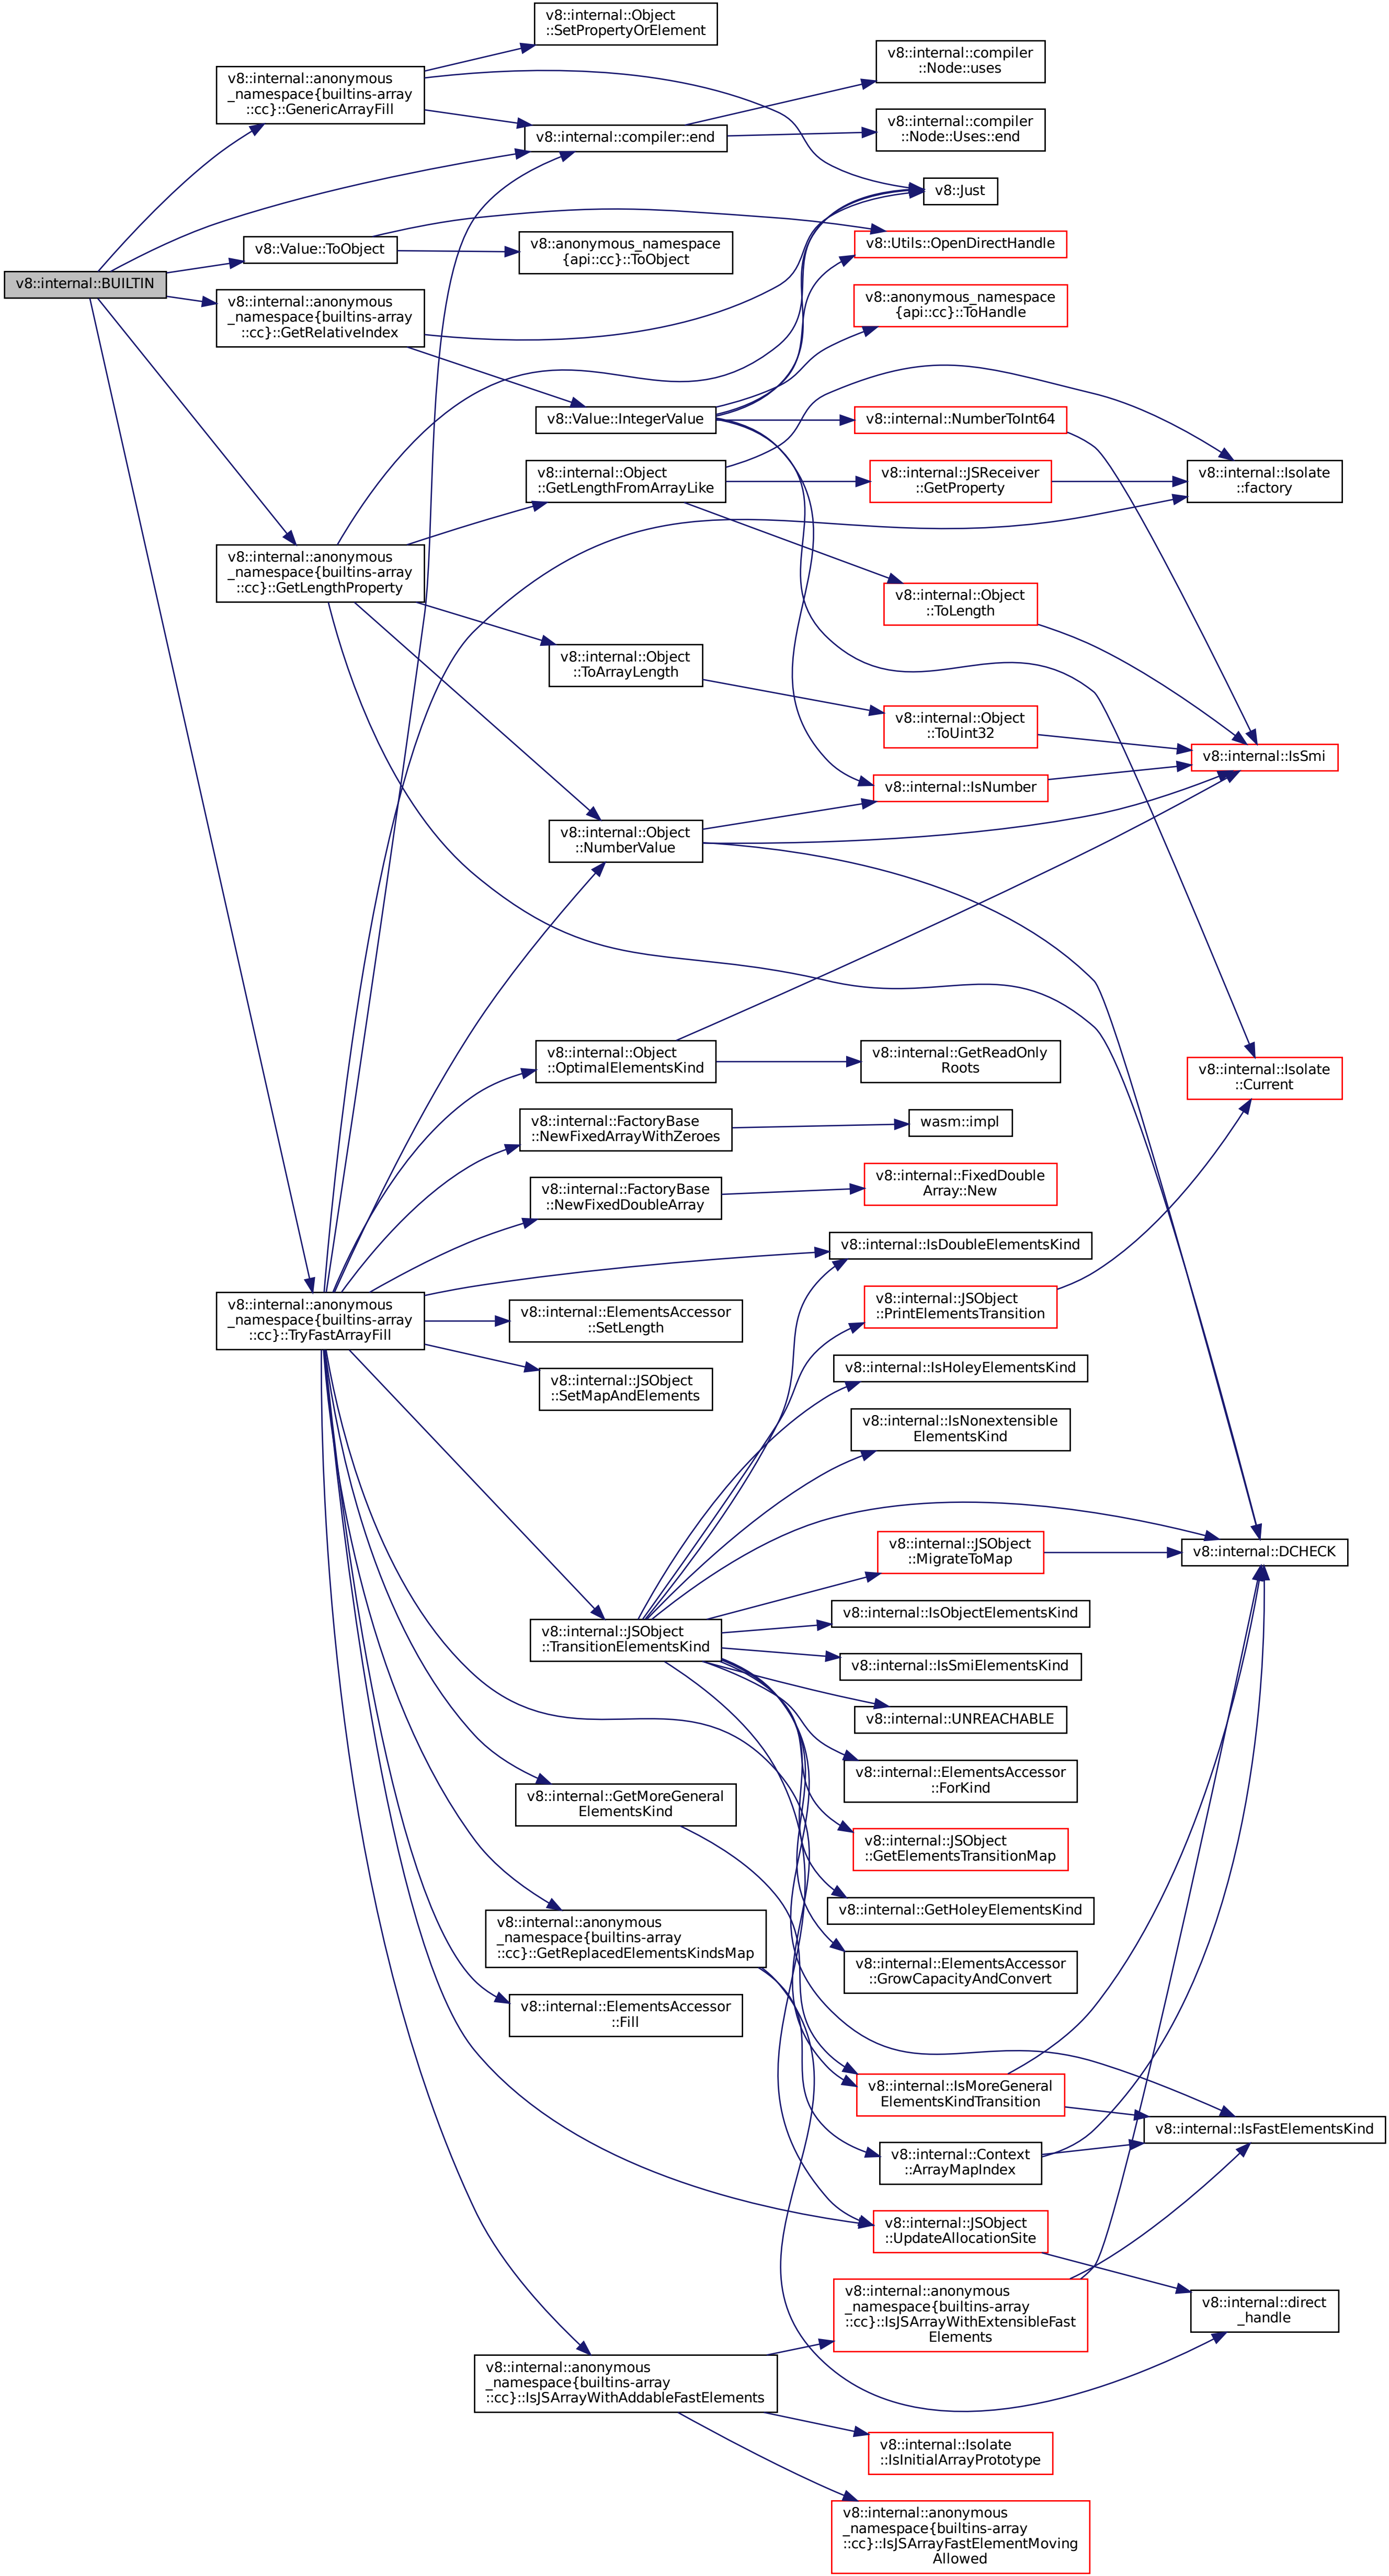 v8::internal::Object
::SetPropertyOrElement
v8::internal::compiler
::Node::uses
v8::internal::anonymous
_namespace{builtins-array
::cc}::GenericArrayFill
v8::internal::compiler::end
v8::internal::compiler
::Node::Uses::end
v8::Just
v8::Value::ToObject
v8::anonymous_namespace
{api::cc}::ToObject
v8::Utils::OpenDirectHandle
v8::internal::BUILTIN
v8::internal::anonymous
_namespace{builtins-array
::cc}::GetRelativeIndex
v8::anonymous_namespace
{api::cc}::ToHandle
v8::Value::IntegerValue
v8::internal::NumberToInt64
v8::internal::Object
::GetLengthFromArrayLike
v8::internal::JSReceiver
::GetProperty
v8::internal::Isolate
::factory
v8::internal::anonymous
_namespace{builtins-array
::cc}::GetLengthProperty
v8::internal::Object
::ToLength
v8::internal::Object
::ToArrayLength
v8::internal::Object
::ToUint32
v8::internal::IsSmi
v8::internal::IsNumber
v8::internal::Object
::NumberValue
v8::internal::Object
::OptimalElementsKind
v8::internal::GetReadOnly
Roots
v8::internal::Isolate
::Current
v8::internal::FactoryBase
::NewFixedArrayWithZeroes
wasm::impl
v8::internal::FactoryBase
::NewFixedDoubleArray
v8::internal::FixedDouble
Array::New
v8::internal::IsDoubleElementsKind
v8::internal::anonymous
_namespace{builtins-array
::cc}::TryFastArrayFill
v8::internal::ElementsAccessor
::SetLength
v8::internal::JSObject
::PrintElementsTransition
v8::internal::JSObject
::SetMapAndElements
v8::internal::IsHoleyElementsKind
v8::internal::IsNonextensible
ElementsKind
v8::internal::JSObject
::MigrateToMap
v8::internal::DCHECK
v8::internal::JSObject
::TransitionElementsKind
v8::internal::IsObjectElementsKind
v8::internal::IsSmiElementsKind
v8::internal::UNREACHABLE
v8::internal::ElementsAccessor
::ForKind
v8::internal::GetMoreGeneral
ElementsKind
v8::internal::JSObject
::GetElementsTransitionMap
v8::internal::GetHoleyElementsKind
v8::internal::anonymous
_namespace{builtins-array
::cc}::GetReplacedElementsKindsMap
v8::internal::ElementsAccessor
::GrowCapacityAndConvert
v8::internal::ElementsAccessor
::Fill
v8::internal::IsMoreGeneral
ElementsKindTransition
v8::internal::IsFastElementsKind
v8::internal::Context
::ArrayMapIndex
v8::internal::JSObject
::UpdateAllocationSite
v8::internal::anonymous
_namespace{builtins-array
::cc}::IsJSArrayWithExtensibleFast
Elements
v8::internal::direct
_handle
v8::internal::anonymous
_namespace{builtins-array
::cc}::IsJSArrayWithAddableFastElements
v8::internal::Isolate
::IsInitialArrayPrototype
v8::internal::anonymous
_namespace{builtins-array
::cc}::IsJSArrayFastElementMoving
Allowed